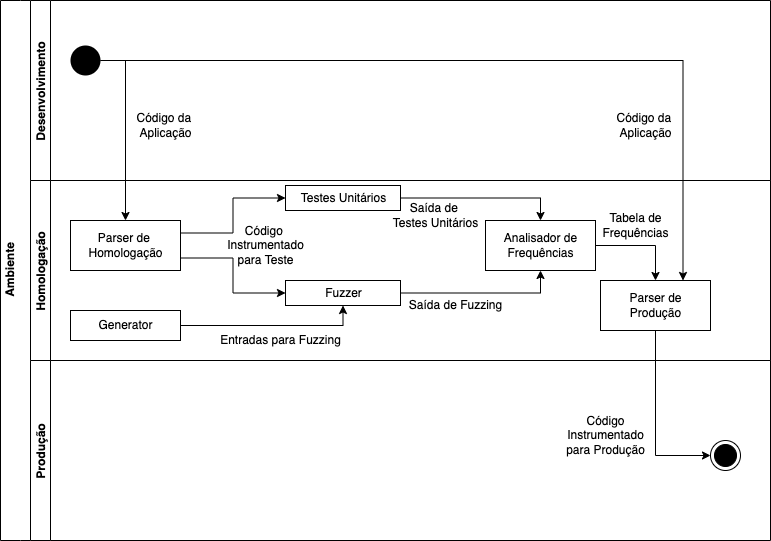 Ambiente
Desenvolvimento
Código da
Aplicação
Código da
Aplicação
Homologação
Parser de
Homologação
Código
Instrumentado
para Teste
Testes Unitários
Saída de
Testes Unitários
Analisador de
Frequências
Tabela de
Frequências
Fuzzer
Saída de Fuzzing
Parser de
Produção
Generator
Entradas para Fuzzing
Produção
Código
Instrumentado
para Produção